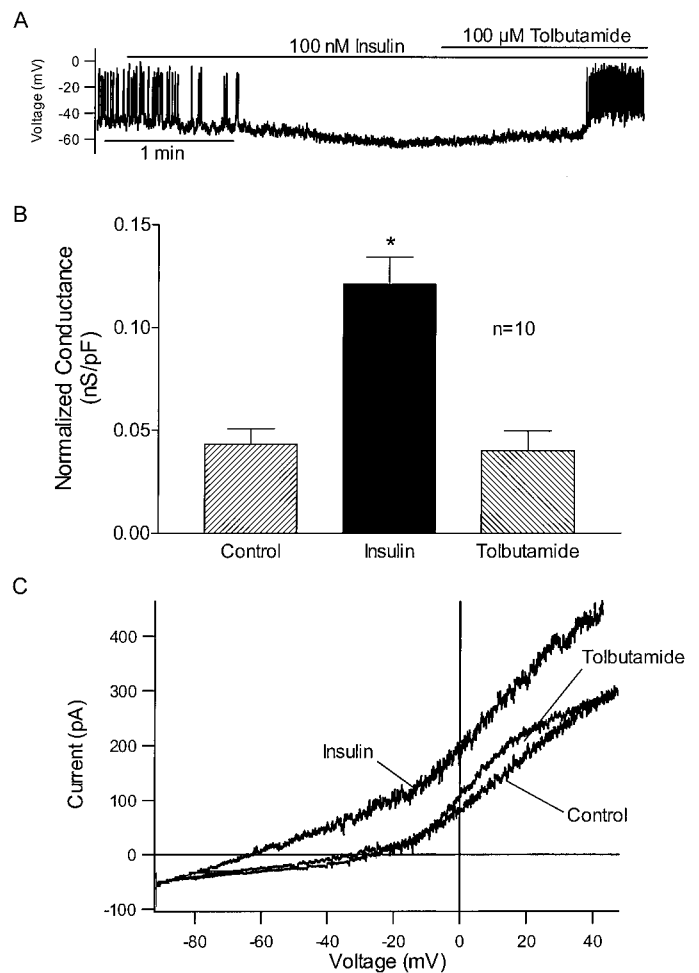 A
100 nM Insulin
100 µM Tolbutamide
Voltage (mV)
0
-20
-40
-60
1 min
B
Normalized Conductance
(nS/pF)
0.15
0.10
0.05
0.00
*
n=10
Control
Insulin
Tolbutamide
C
Current (pA)
400
300
200
100
0
-100
Insulin
Tolbutamide
Control
-80
-60
-40
-20
0
20
40
Voltage (mV)